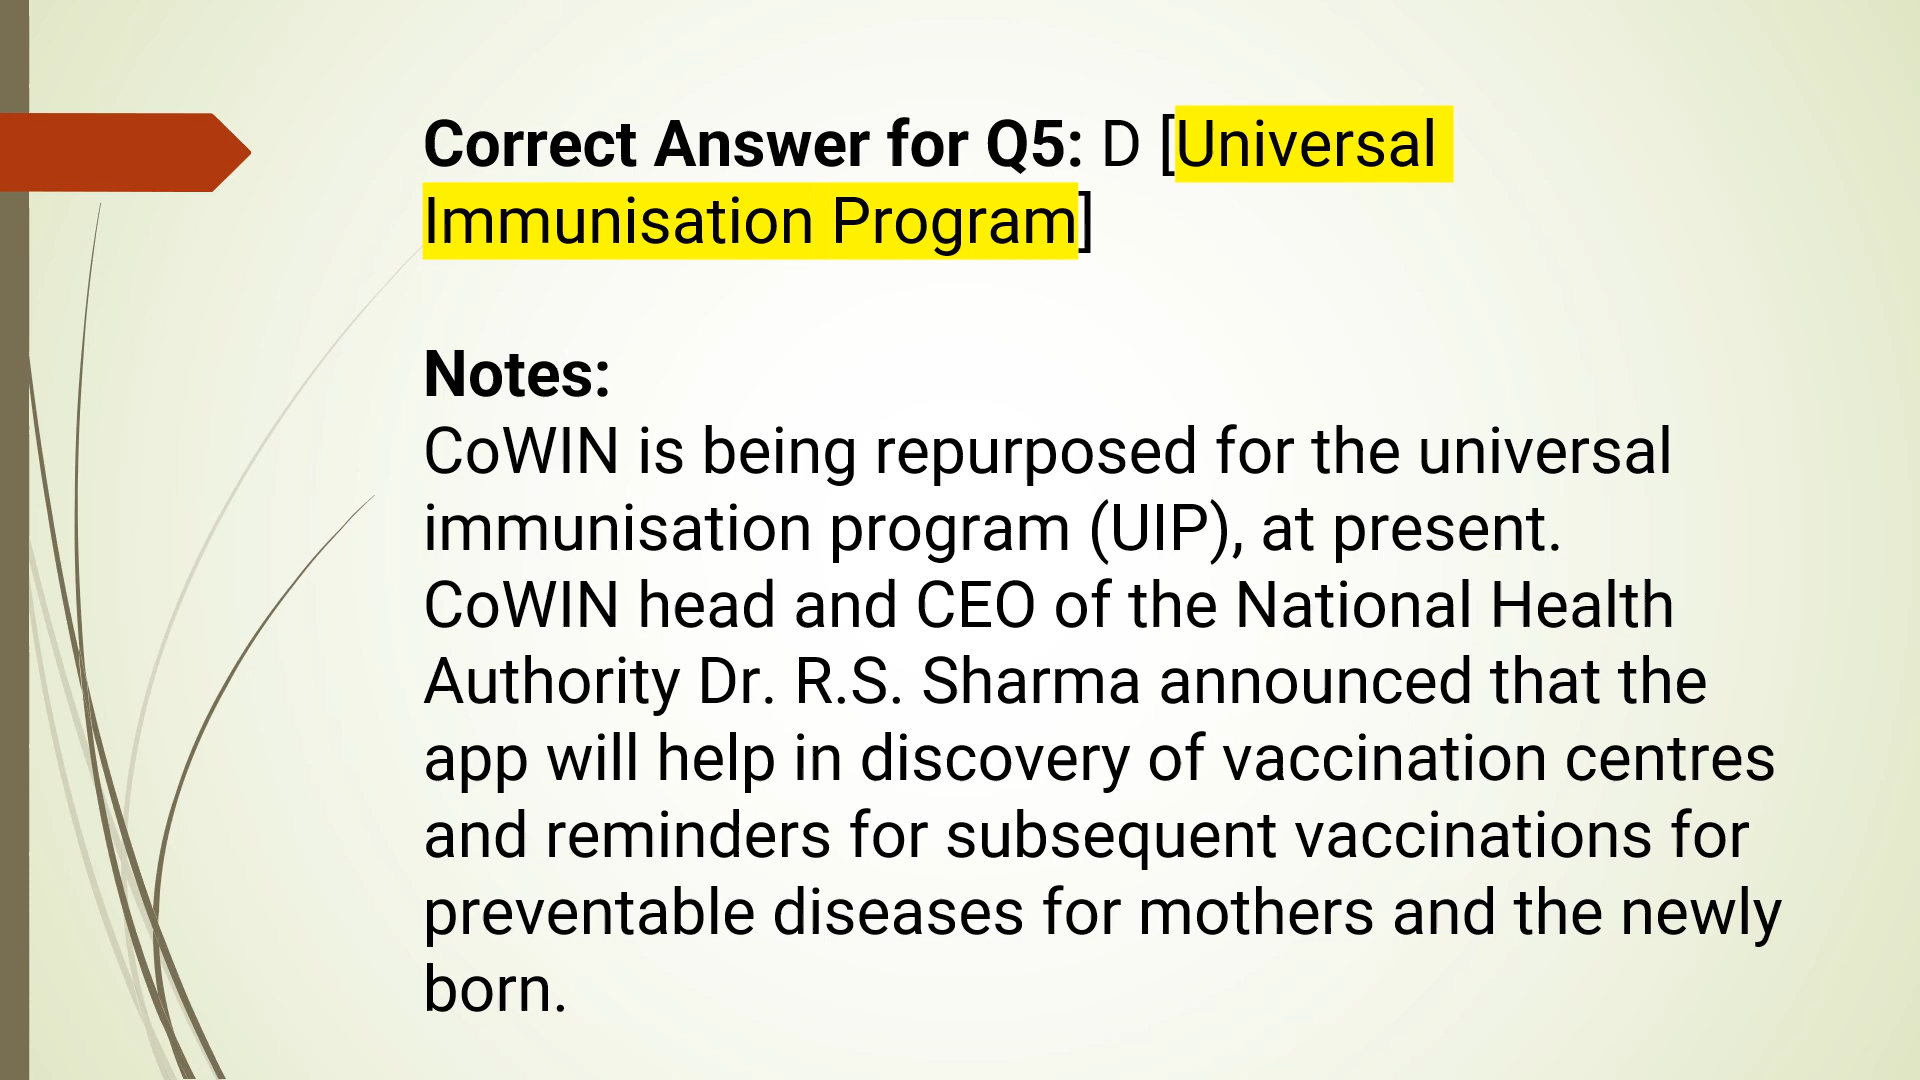 Correct Answer for Q5: D [Universal
Immunisation Program]
Notes:
CoWIN is being repurposed for the universal
immunisation program (UIP), at present.
CoWIN head and CEO of the National Health
Authority Dr. R.S. Sharma announced that the
app will help in discovery of vaccination centres
and reminders for subsequent vaccinations for
preventable diseases for mothers and the newly
born.